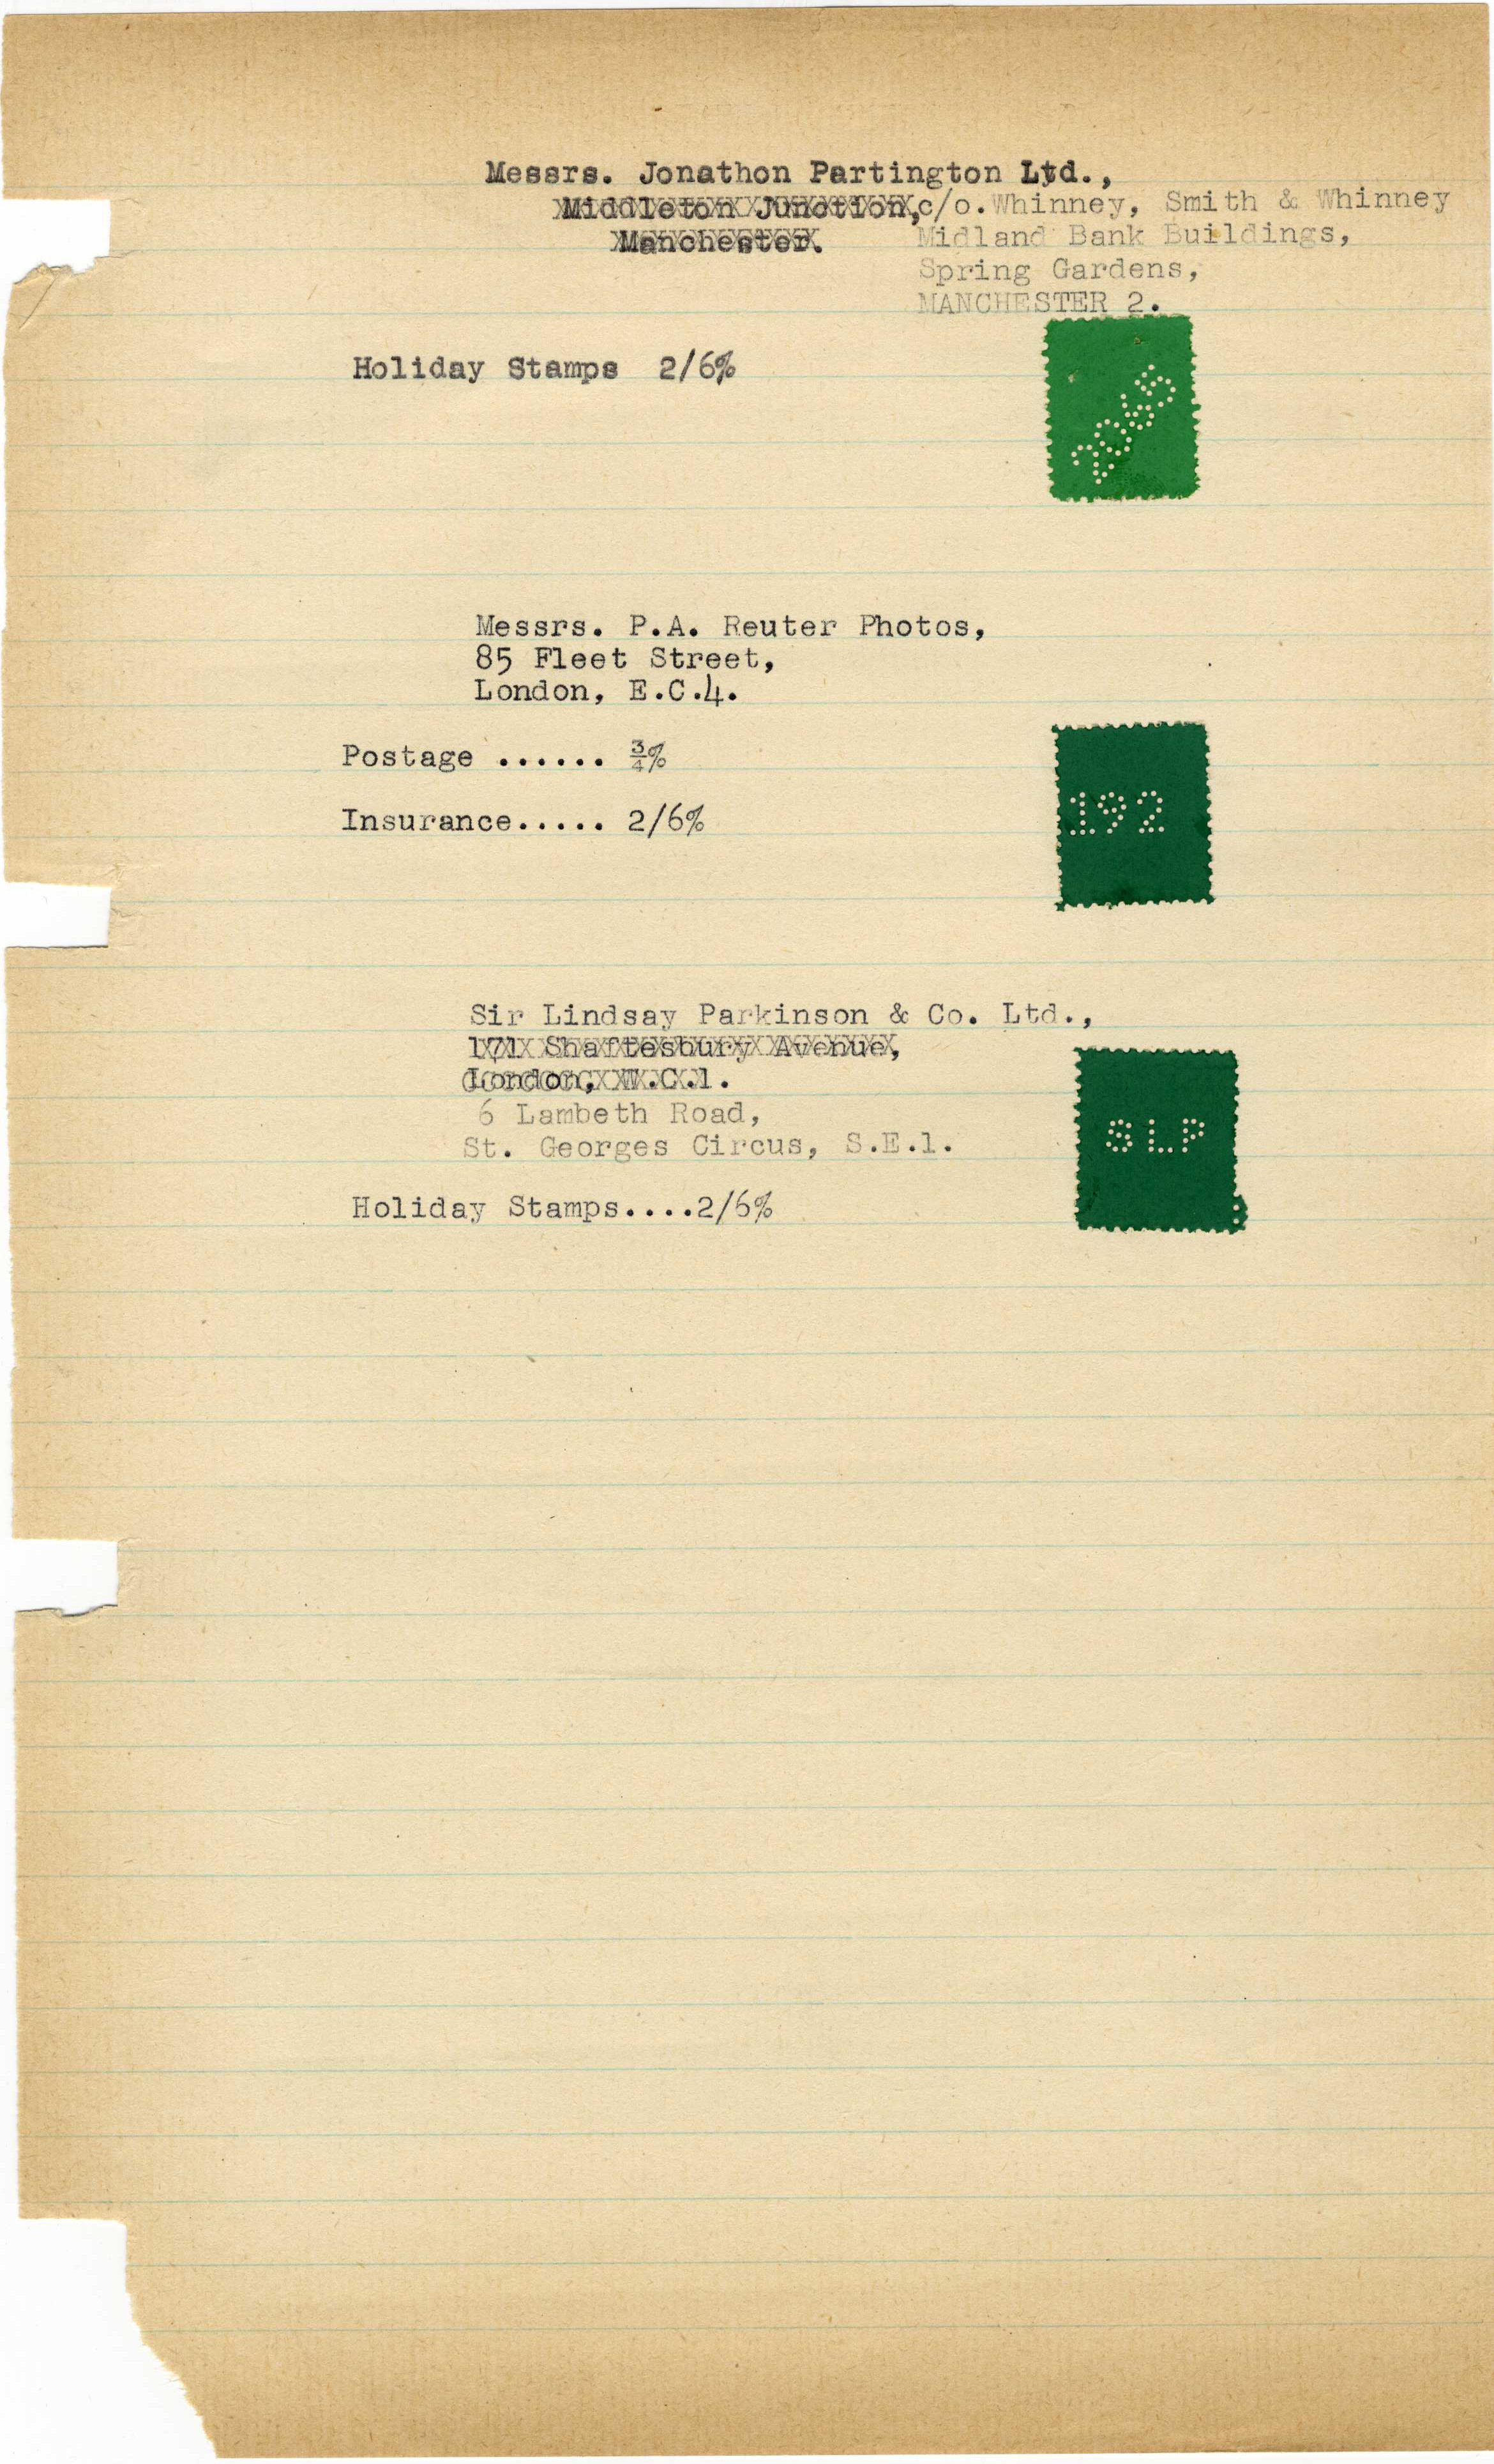 Messrs. Jonathon Partington Ltd.,
Middleton Junction, c/o. Whinney, Smith & Whinney
Manchester. Midland Bank Buildings,
Spring Gardens,
MANCHESTER 2.
Holiday Stamps 2/6%
Messrs. P.A. Reuter Photos,
85 Fleet Street,
London, E.C.4.
Postage ...... ¾%
Insurance..... 2/6%
192
Sir Lindsay Parkinson & Co. Ltd.,
171 Shaftesbury Avenue,
London, W.C.1.
6 Lambeth Road,
St. Georges Circus, S.E.1.
SLP
Holiday Stamps....2/6%